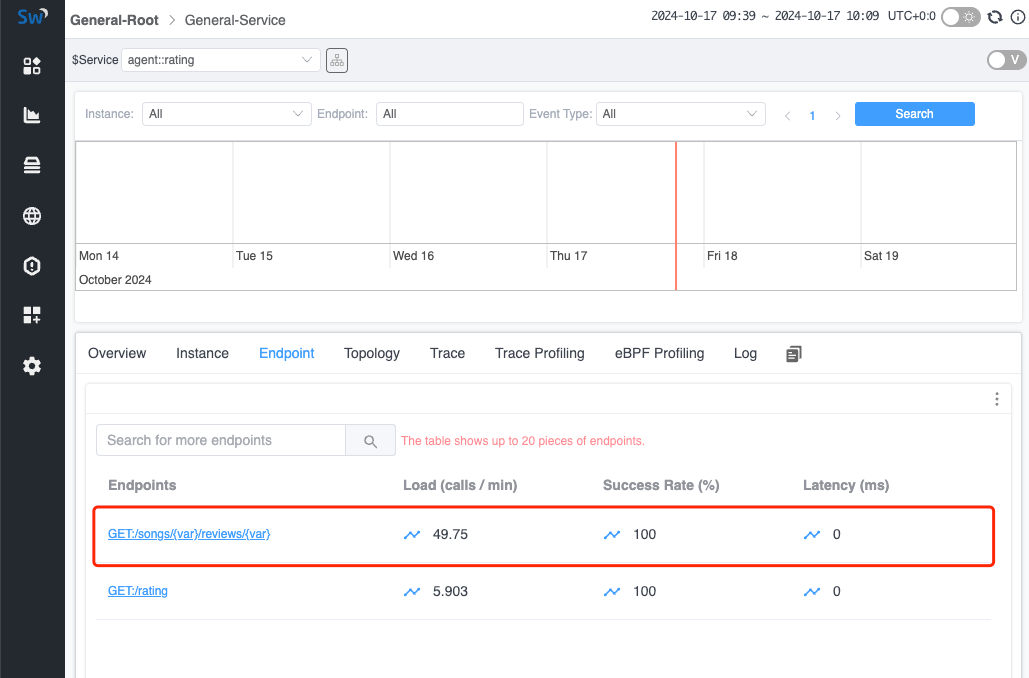 Sw
General-Root > General-Service
2024-10-17 09:39 ~ 2024-10-17 10:09 UTC+0:0
$Service agent::rating
V
Instance: All Endpoint: All Event Type: All < 1 > Search
Mon 14 Tue 15 Wed 16 Thu 17 Fri 18 Sat 19
October 2024
Overview Instance Endpoint Topology Trace Trace Profiling eBPF Profiling Log
Search for more endpoints
The table shows up to 20 pieces of endpoints.
Endpoints Load (calls / min) Success Rate (%) Latency (ms)
GET:/songs/{var}/reviews/{var} 49.75 100 0
GET:/rating 5.903 100 0